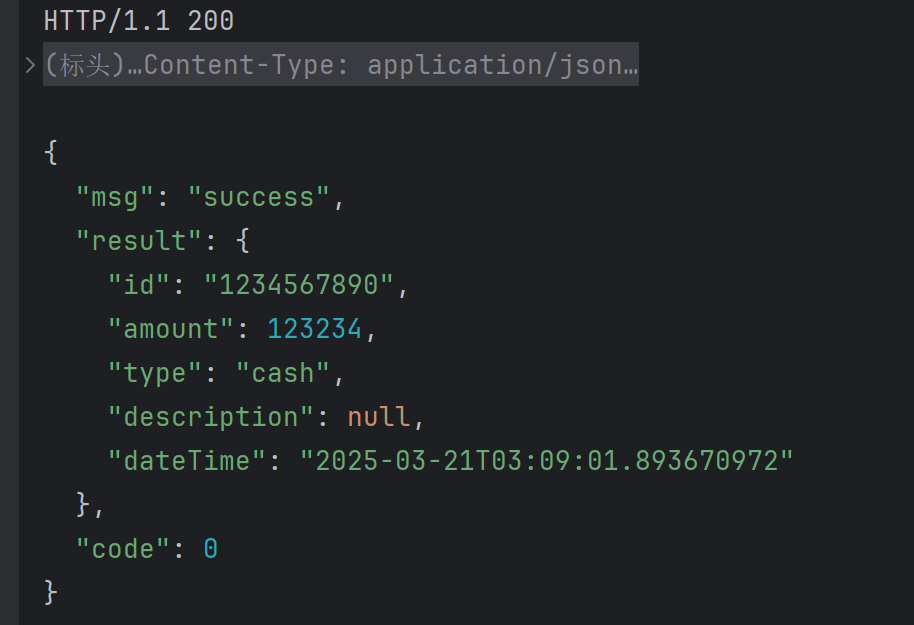 HTTP/1.1 200
(标头)…Content-Type: application/json…
{
"msg": "success",
"result": {
"id": "1234567890",
"amount": 123234,
"type": "cash",
"description": null,
"dateTime": "2025-03-21T03:09:01.893670972"
},
"code": 0
}